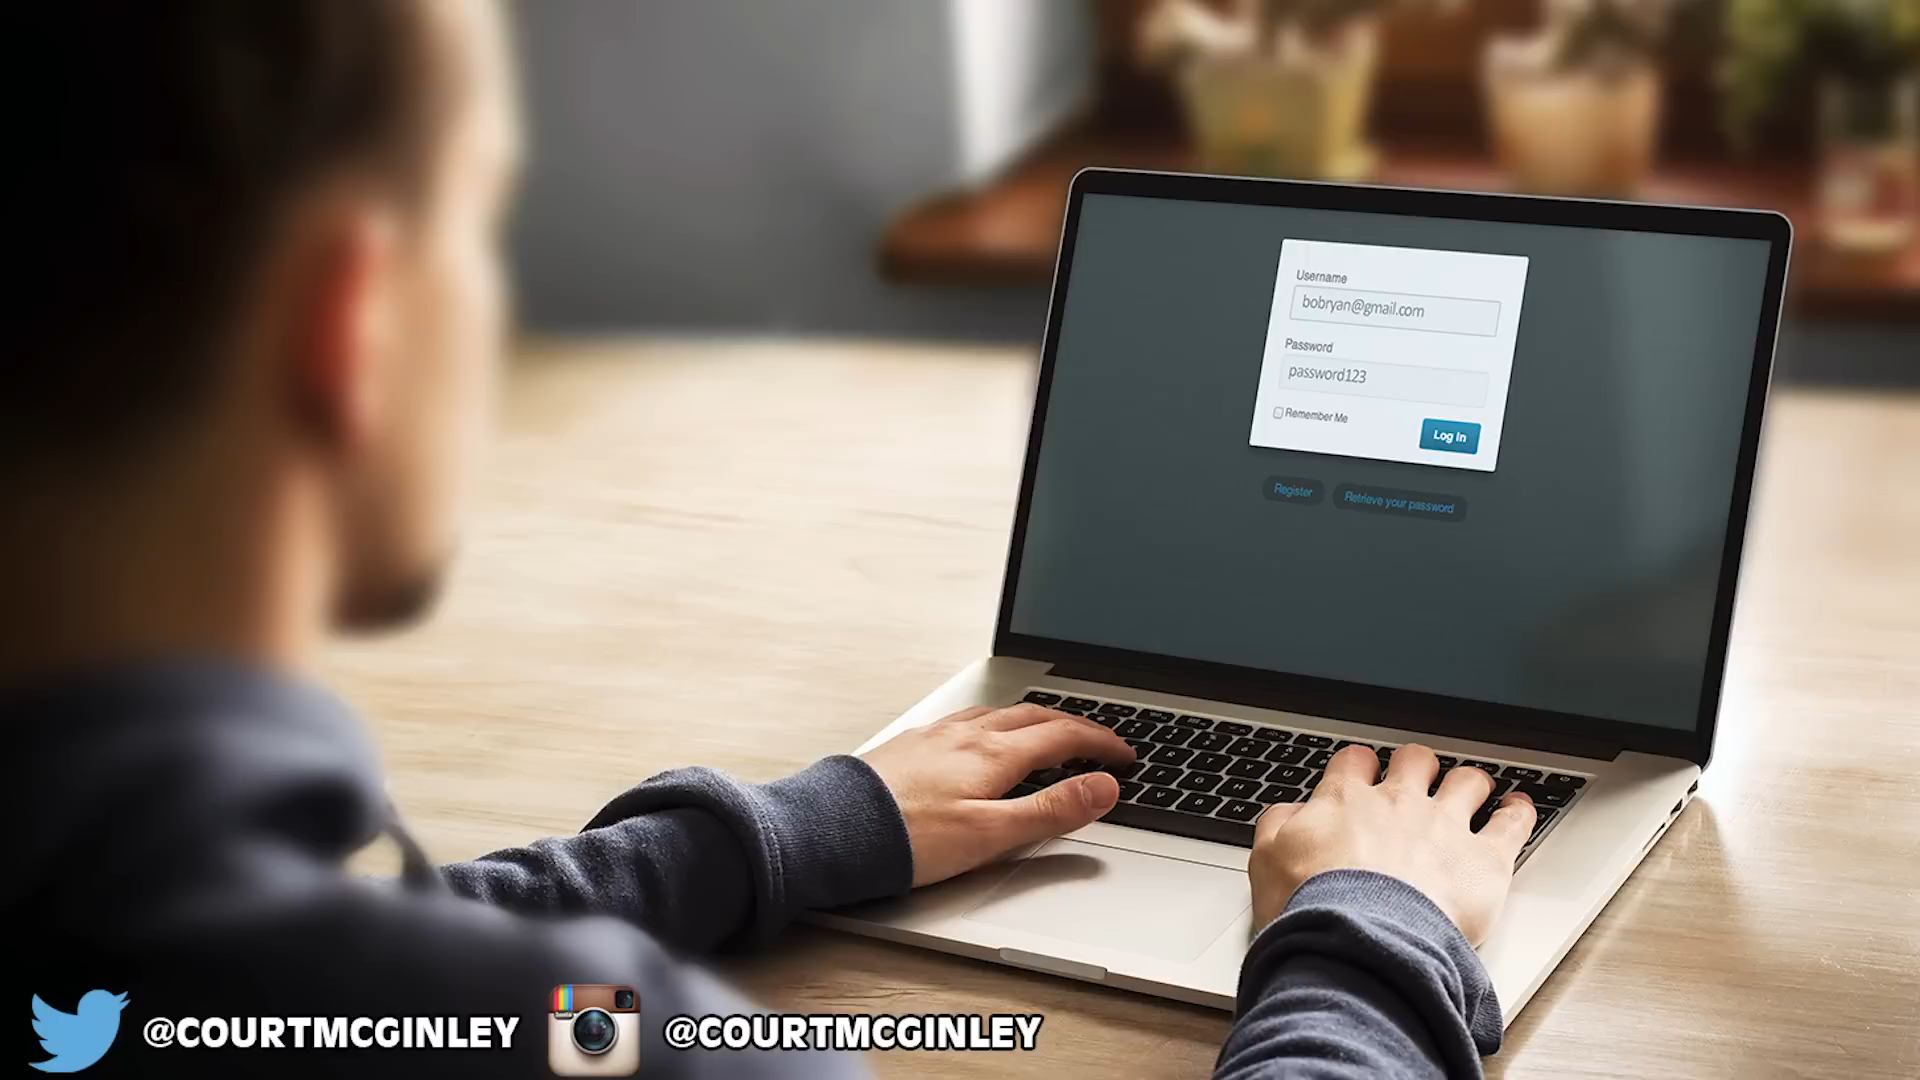 Username
bobryan@gmail.com
Password
password123
Remember Me
Log In
Register
Retrieve your password
@COURTMCGINLEY
@COURTMCGINLEY